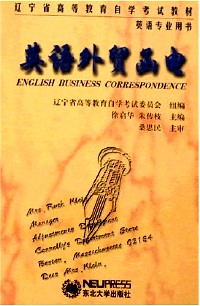 辽宁省高等教育自学考试教材
英语专业用书
英语外贸函电
ENGLISH BUSINESS CORRESPONDENCE
辽宁省高等教育自学考试委员会 组编
徐启华 朱传枝 主编
桑思民 主审
Mrs. Ruth Klein,
Manager
Adjustments Department
Connelly's Department Store
Boston, Massachusetts 02154
Dear Mrs. Klein,
NEUPRESS
东北大学出版社